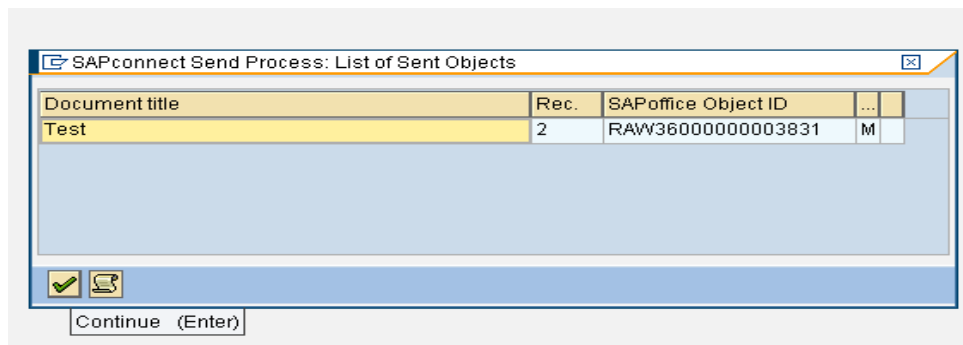 SAPconnect Send Process: List of Sent Objects
Document title Rec. SAPoffice Object ID ...
Test 2 RAW36000000003831 M
Continue (Enter)